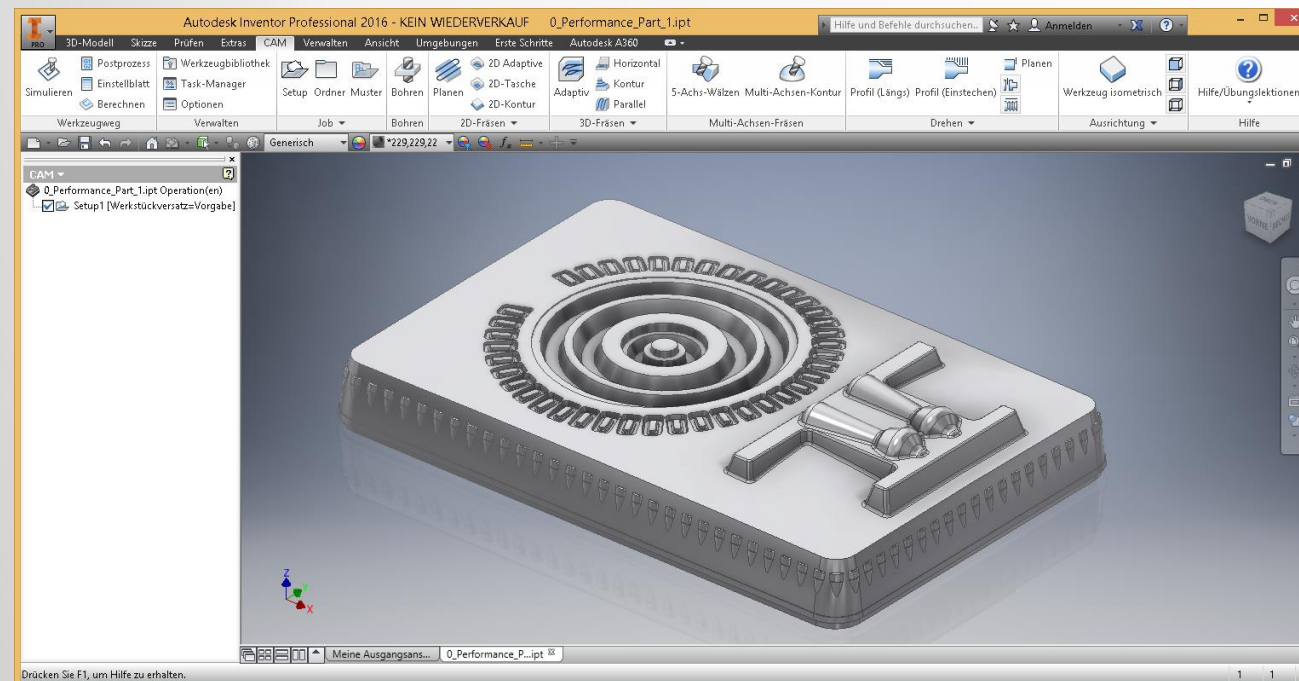 Autodesk Inventor Professional 2016 - KEIN WIEDERVERKAUF 0_Performance_Part_1.ipt
Hilfe und Befehle durchsuchen... Anmelden
PRO 3D-Modell Skizze Prüfen Extras CAM Verwalten Ansicht Umgebungen Erste Schritte Autodesk A360
Simulieren
Postprozess
Einstellblatt
Berechnen
Werkzeugweg
Werkzeugbibliothek
Task-Manager
Optionen
Verwalten
Setup Ordner Muster
Job
Bohren
Bohren
Planen
2D Adaptive
2D-Tasche
2D-Kontur
2D-Fräsen
Adaptiv
Horizontal
Kontur
Parallel
3D-Fräsen
5-Achs-Wälzen Multi-Achsen-Kontur
Multi-Achsen-Fräsen
Profil (Längs) Profil (Einstechen)
Planen
Drehen
Werkzeug isometrisch
Ausrichtung
Hilfe/Übungslektionen
Hilfe
Generisch *229,229,22
CAM
0_Performance_Part_1.ipt Operation(en)
Setup1 [Werkstückversatz=Vorgabe]
VORNE
Z
Y
X
Meine Ausgangsans... 0_Performance_P...ipt
Drücken Sie F1, um Hilfe zu erhalten. 1 1